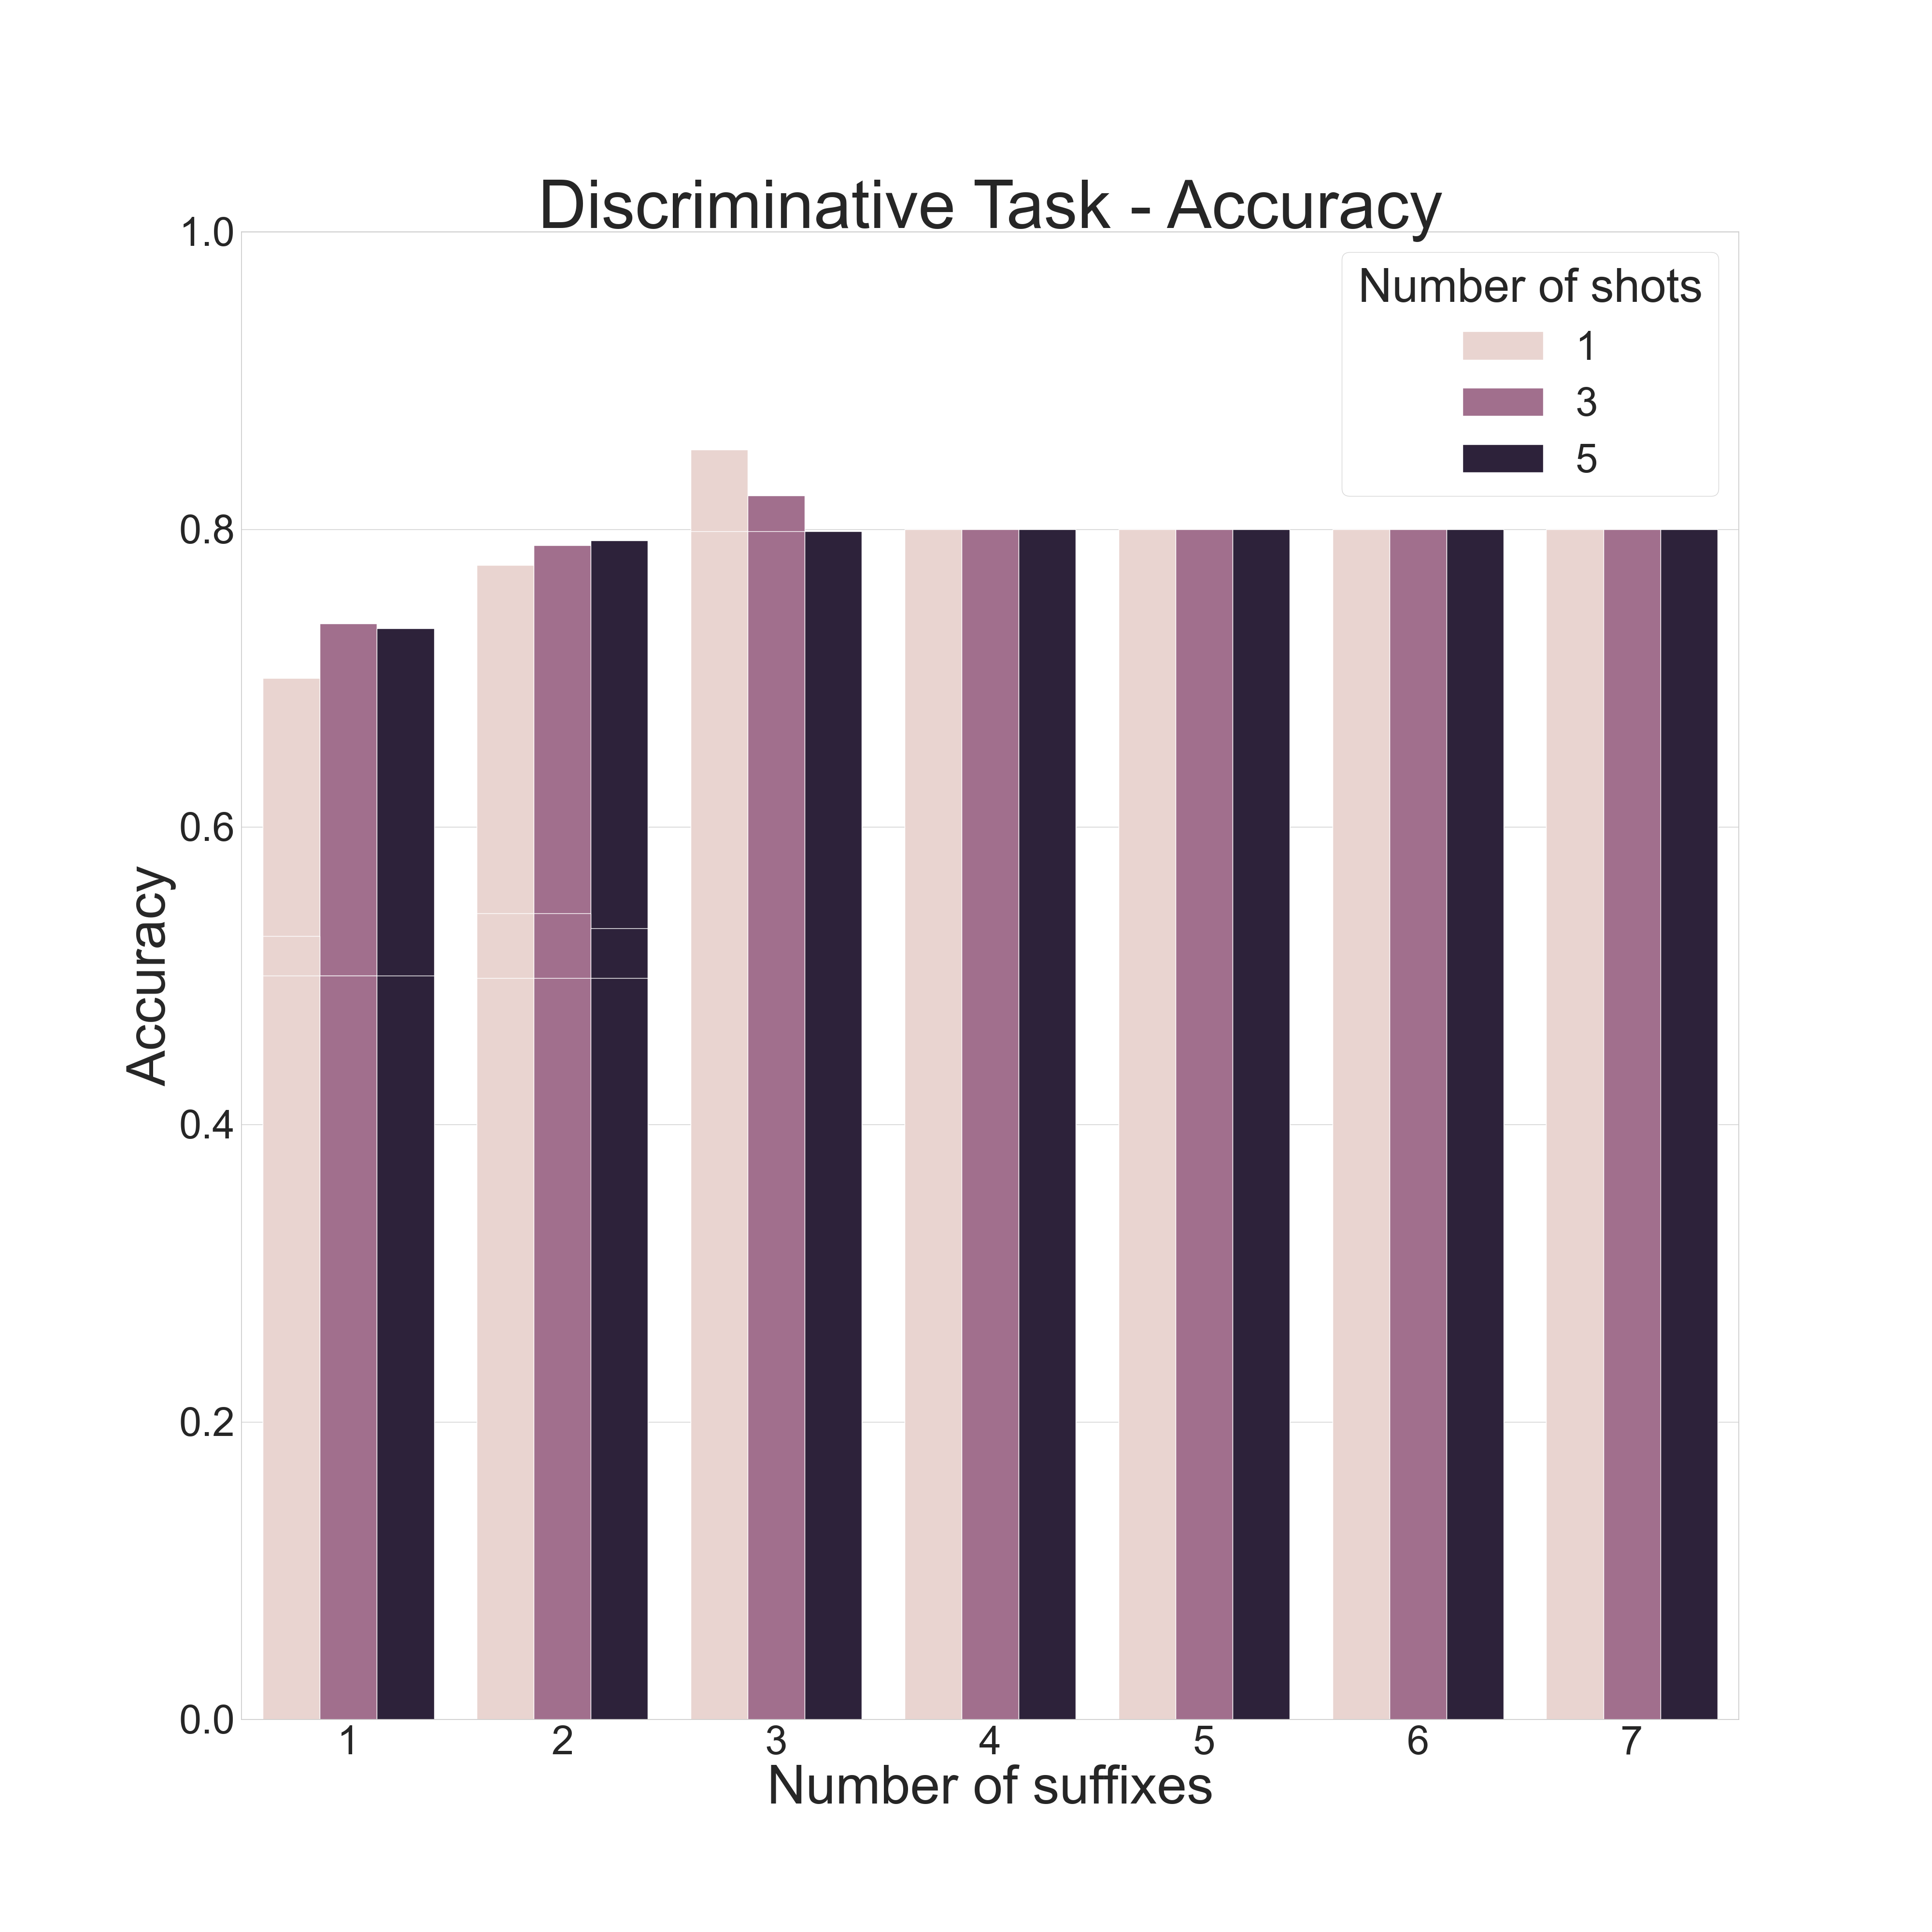 Discriminative Task - Accuracy
Number of shots
1
3
5
1.0
0.8
0.6
0.4
0.2
0.0
Accuracy
1 2 3 4 5 6 7
Number of suffixes